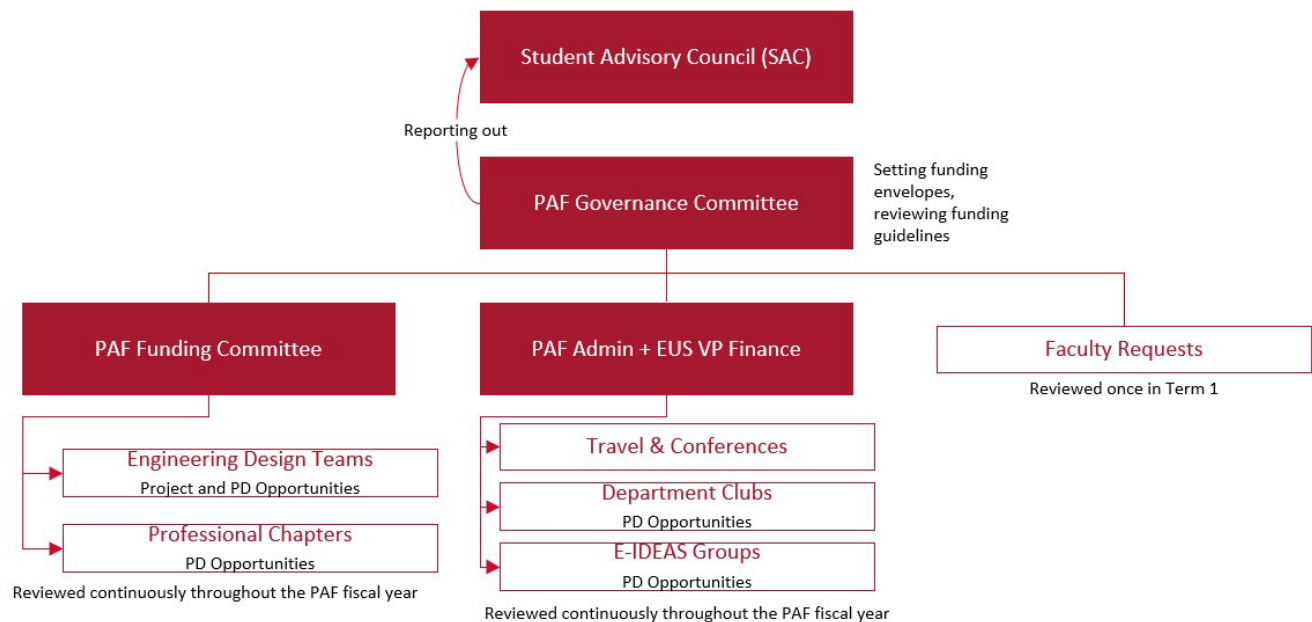 Student Advisory Council (SAC)
Reporting out
PAF Governance Committee
Setting funding
envelopes,
reviewing funding
guidelines
PAF Funding Committee
PAF Admin + EUS VP Finance
Faculty Requests
Reviewed once in Term 1
Engineering Design Teams
Project and PD Opportunities
Professional Chapters
PD Opportunities
Reviewed continuously throughout the PAF fiscal year
Travel & Conferences
Department Clubs
PD Opportunities
E-IDEAS Groups
PD Opportunities
Reviewed continuously throughout the PAF fiscal year